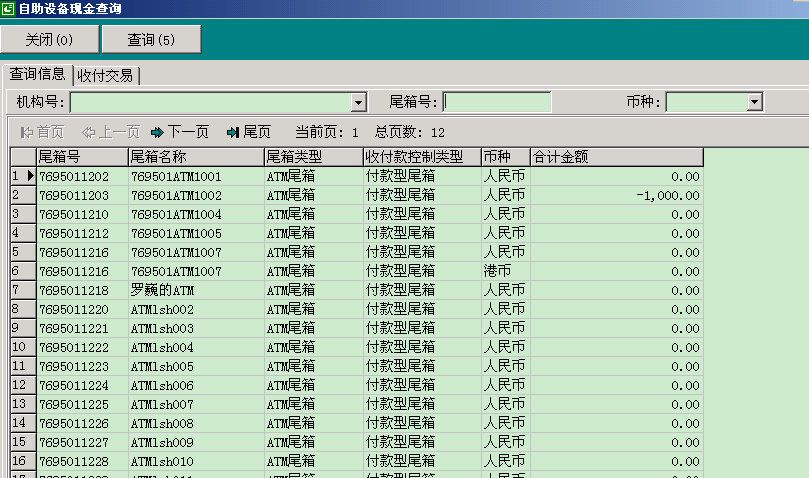 自助设备现金查询
关闭(0) 查询(5)
查询信息 收付交易
机构号: 尾箱号: 币种:
首页 上一页 下一页 尾页 当前页: 1 总页数: 12
尾箱号 尾箱名称 尾箱类型 收付款控制类型 币种 合计金额
1 7695011202 769501ATM1001 ATM尾箱 付款型尾箱 人民币 0.00
2 7695011203 769501ATM1002 ATM尾箱 付款型尾箱 人民币 -1,000.00
3 7695011210 769501ATM1004 ATM尾箱 付款型尾箱 人民币 0.00
4 7695011212 769501ATM1005 ATM尾箱 付款型尾箱 人民币 0.00
5 7695011216 769501ATM1007 ATM尾箱 付款型尾箱 人民币 0.00
6 7695011216 769501ATM1007 ATM尾箱 付款型尾箱 港币 0.00
7 7695011218 罗巍的ATM ATM尾箱 付款型尾箱 人民币 0.00
8 7695011220 ATMlsh002 ATM尾箱 付款型尾箱 人民币 0.00
9 7695011221 ATMlsh003 ATM尾箱 付款型尾箱 人民币 0.00
10 7695011222 ATMlsh004 ATM尾箱 付款型尾箱 人民币 0.00
11 7695011223 ATMlsh005 ATM尾箱 付款型尾箱 人民币 0.00
12 7695011224 ATMlsh006 ATM尾箱 付款型尾箱 人民币 0.00
13 7695011225 ATMlsh007 ATM尾箱 付款型尾箱 人民币 0.00
14 7695011226 ATMlsh008 ATM尾箱 付款型尾箱 人民币 0.00
15 7695011227 ATMlsh009 ATM尾箱 付款型尾箱 人民币 0.00
16 7695011228 ATMlsh010 ATM尾箱 付款型尾箱 人民币 0.00